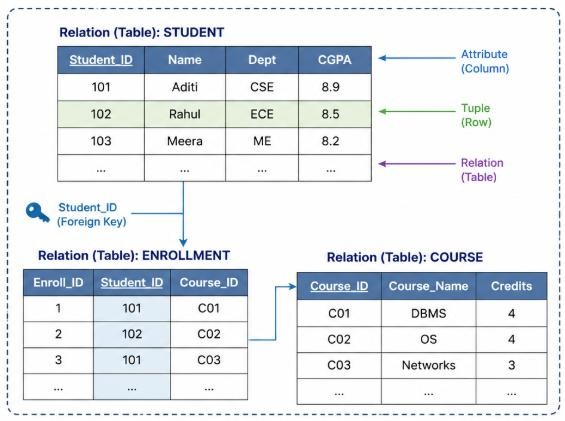 Relation (Table): STUDENT
Student_ID Name Dept CGPA
101 Aditi CSE 8.9
102 Rahul ECE 8.5
103 Meera ME 8.2
... ... ... ...
Attribute
(Column)
Tuple
(Row)
Relation
(Table)
Student_ID
(Foreign Key)
Relation (Table): ENROLLMENT
Enroll_ID Student_ID Course_ID
1 101 C01
2 102 C02
3 101 C03
... ... ...
Relation (Table): COURSE
Course_ID Course_Name Credits
C01 DBMS 4
C02 OS 4
C03 Networks 3
... ... ...